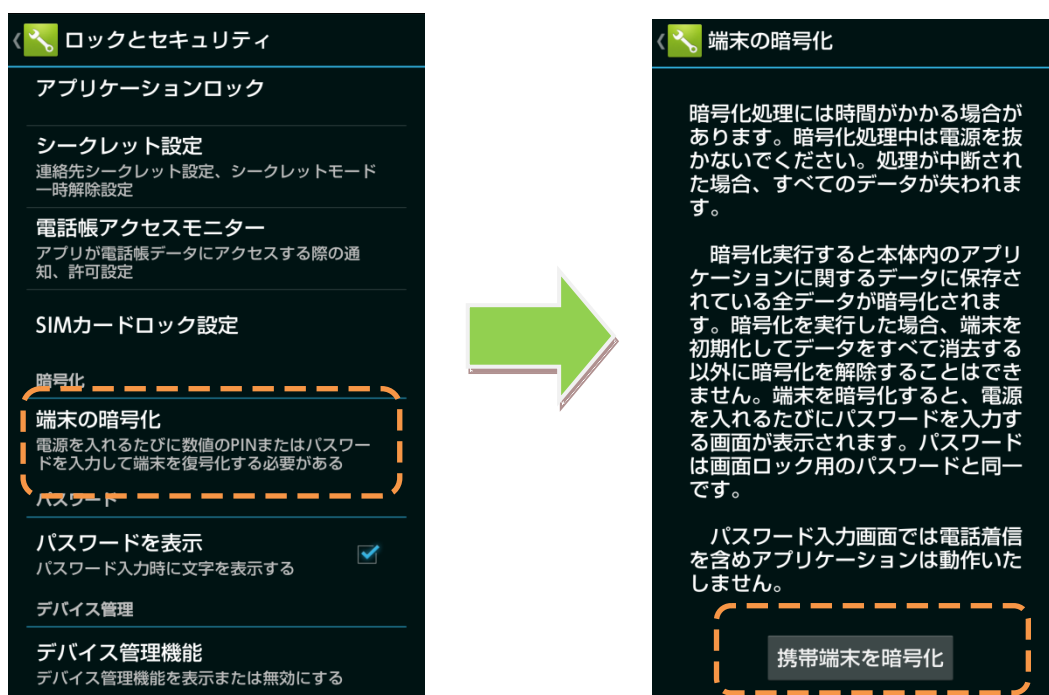 ロックとセキュリティ
アプリケーションロック
シークレット設定
連絡先シークレット設定、シークレットモード
一時解除設定
電話帳アクセスモニター
アプリが電話帳データにアクセスする際の通
知、許可設定
SIMカードロック設定
暗号化
端末の暗号化
電源を入れるたびに数値のPINまたはパスワー
ドを入力して端末を復号化する必要がある
パスワード
パスワードを表示
パスワード入力時に文字を表示する
デバイス管理
デバイス管理機能
デバイス管理機能を表示または無効にする
端末の暗号化
暗号化処理には時間がかかる場合が
あります。暗号化処理中は電源を抜
かないでください。処理が中断され
た場合、すべてのデータが失われま
す。
暗号化実行すると本体内のアプリ
ケーションに関するデータに保存さ
れている全データが暗号化されま
す。暗号化を実行した場合、端末を
初期化してデータをすべて消去する
以外に暗号化を解除することはでき
ません。端末を暗号化すると、電源
を入れるたびにパスワードを入力す
る画面が表示されます。パスワード
は画面ロック用のパスワードと同一
です。
パスワード入力画面では電話着信
を含めアプリケーションは動作いた
しません。
携帯端末を暗号化